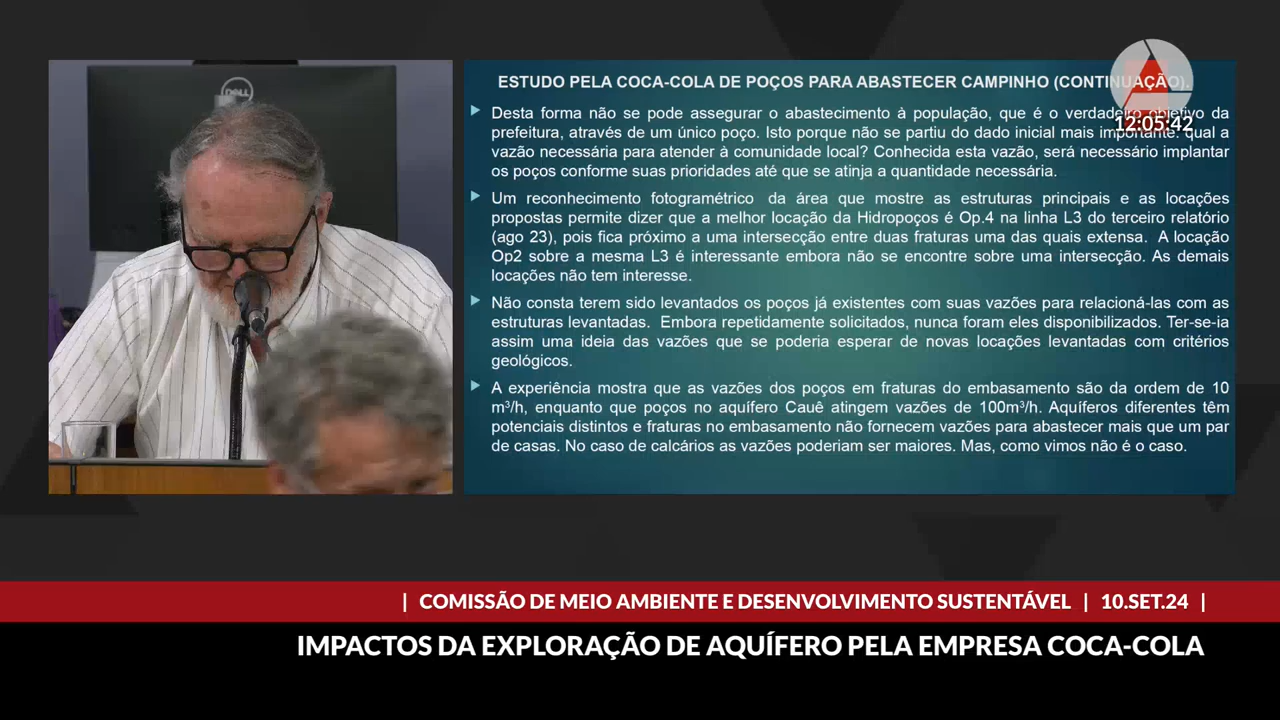 DELL
ESTUDO PELA COCA-COLA DE POÇOS PARA ABASTECER CAMPINHO (CONTINUAÇÃO).
Desta forma não se pode assegurar o abastecimento à população, que é o verdadeiro objetivo da
prefeitura, através de um único poço. Isto porque não se partiu do dado inicial mais importante: qual a
vazão necessária para atender à comunidade local? Conhecida esta vazão, será necessário implantar
os poços conforme suas prioridades até que se atinja a quantidade necessária.
Um reconhecimento fotogramétrico da área que mostre as estruturas principais e as locações
propostas permite dizer que a melhor locação da Hidropoços é Op.4 na linha L3 do terceiro relatório
(ago 23), pois fica próximo a uma intersecção entre duas fraturas uma das quais extensa. A locação
Op2 sobre a mesma L3 é interessante embora não se encontre sobre uma intersecção. As demais
locações não tem interesse.
Não consta terem sido levantados os poços já existentes com suas vazões para relacioná-las com as
estruturas levantadas. Embora repetidamente solicitados, nunca foram eles disponibilizados. Ter-se-ia
assim uma ideia das vazões que se poderia esperar de novas locações levantadas com critérios
geológicos.
A experiência mostra que as vazões dos poços em fraturas do embasamento são da ordem de 10
m³/h, enquanto que poços no aquífero Cauê atingem vazões de 100m³/h. Aquíferos diferentes têm
potenciais distintos e fraturas no embasamento não fornecem vazões para abastecer mais que um par
de casas. No caso de calcários as vazões poderiam ser maiores. Mas, como vimos não é o caso.
12:05:42
| COMISSÃO DE MEIO AMBIENTE E DESENVOLVIMENTO SUSTENTÁVEL | 10.SET.24 |
IMPACTOS DA EXPLORAÇÃO DE AQUÍFERO PELA EMPRESA COCA-COLA